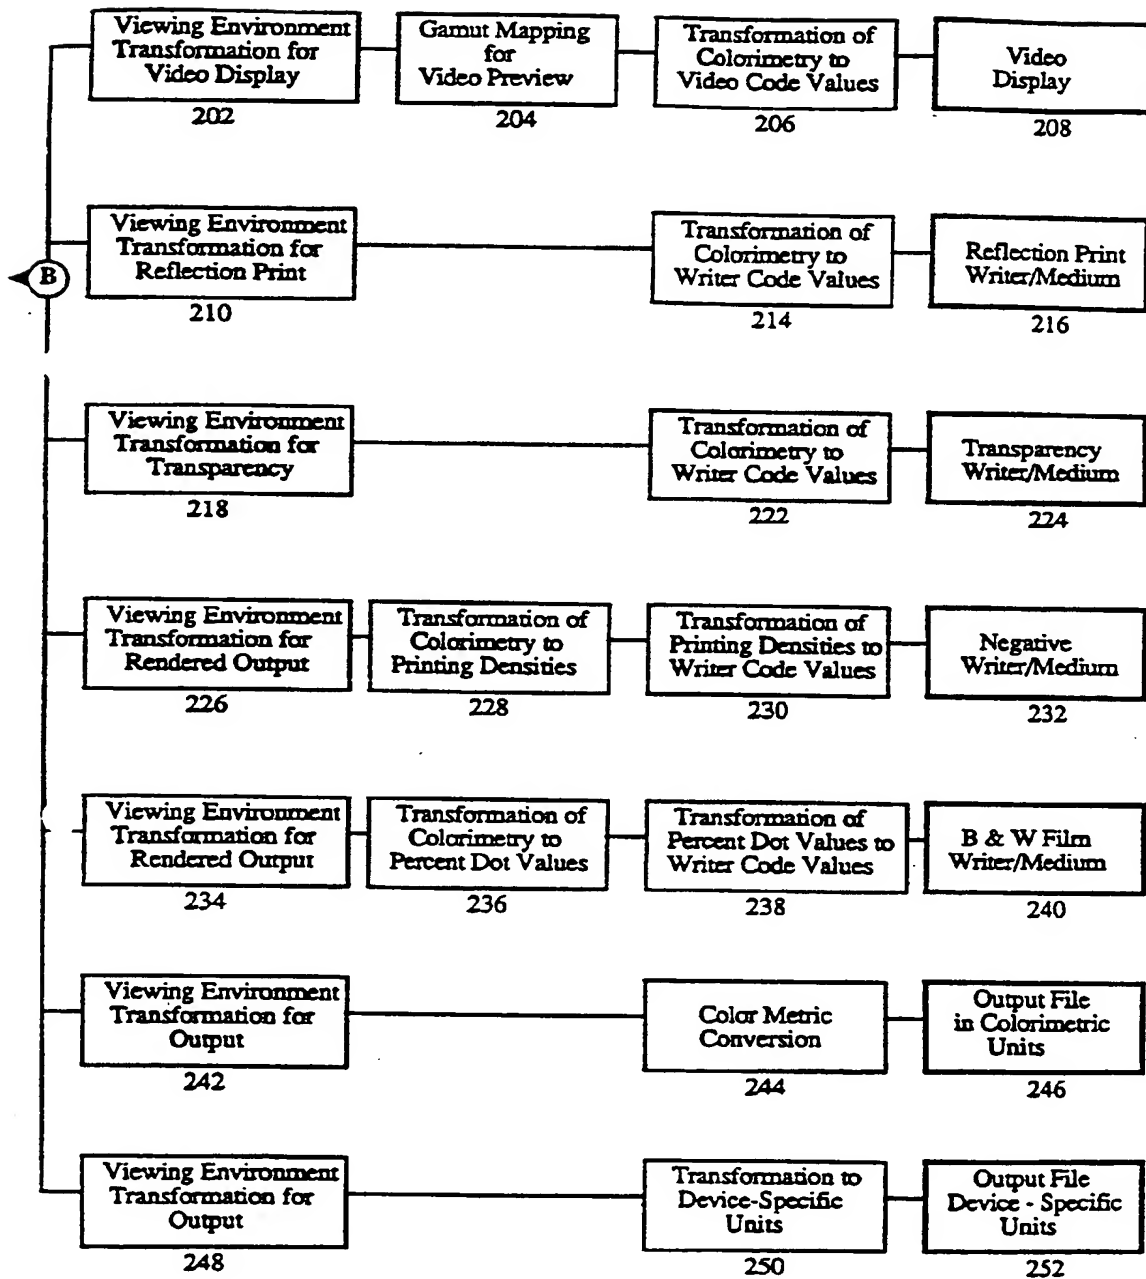 Viewing Environment
Transformation for
Video Display
202
Gamut Mapping
for
Video Preview
204
Transformation of
Colorimetry to
Video Code Values
206
Video
Display
208
B
Viewing Environment
Transformation for
Reflection Print
210
Transformation of
Colorimetry to
Writer Code Values
214
Reflection Print
Writer/Medium
216
Viewing Environment
Transformation for
Transparency
218
Transformation of
Colorimetry to
Writer Code Values
222
Transparency
Writer/Medium
224
Viewing Environment
Transformation for
Rendered Output
226
Transformation of
Colorimetry to
Printing Densities
228
Transformation of
Printing Densities to
Writer Code Values
230
Negative
Writer/Medium
232
Viewing Environment
Transformation for
Rendered Output
234
Transformation of
Colorimetry to
Percent Dot Values
236
Transformation of
Percent Dot Values to
Writer Code Values
238
B & W Film
Writer/Medium
240
Viewing Environment
Transformation for
Output
242
Color Metric
Conversion
244
Output File
in Colorimetric
Units
246
Viewing Environment
Transformation for
Output
248
Transformation to
Device-Specific
Units
250
Output File
Device - Specific
Units
252